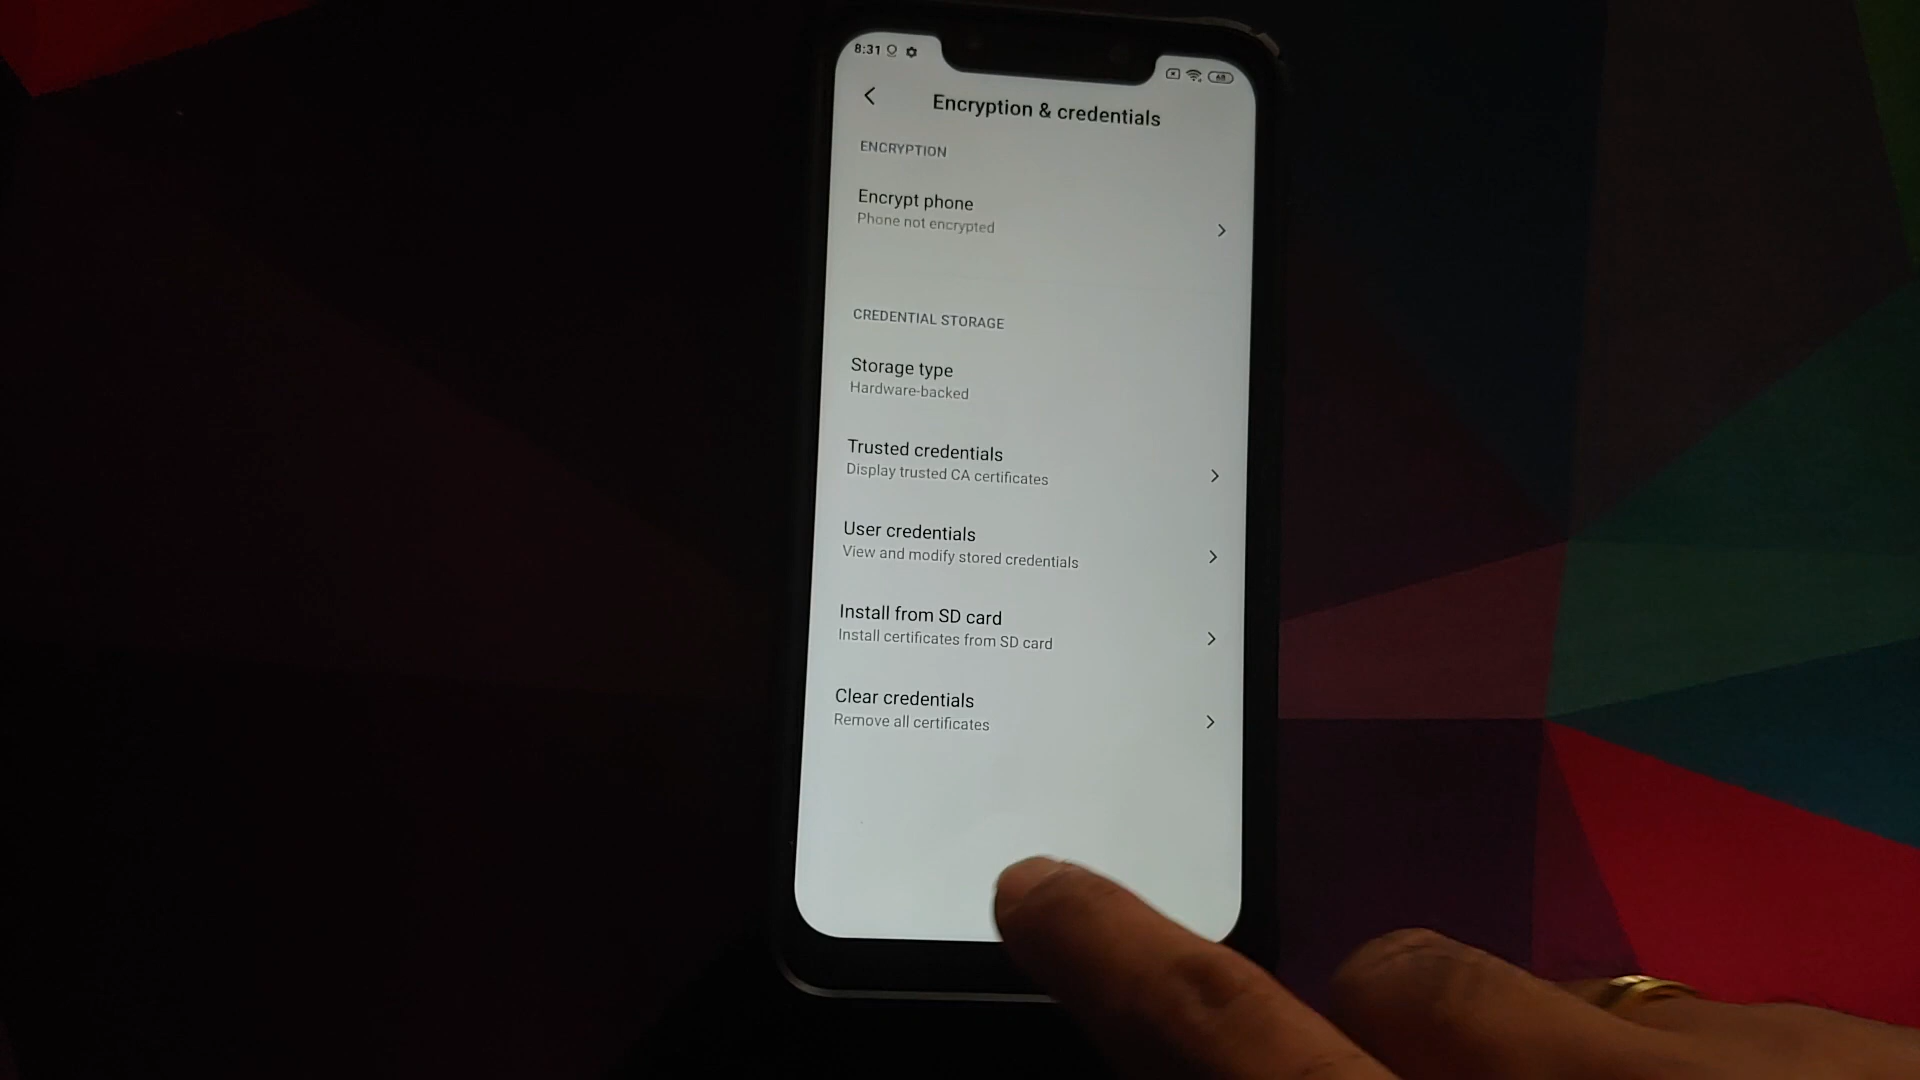 8:31
68
Encryption & credentials
ENCRYPTION
Encrypt phone
Phone not encrypted
CREDENTIAL STORAGE
Storage type
Hardware-backed
Trusted credentials
Display trusted CA certificates
User credentials
View and modify stored credentials
Install from SD card
Install certificates from SD card
Clear credentials
Remove all certificates